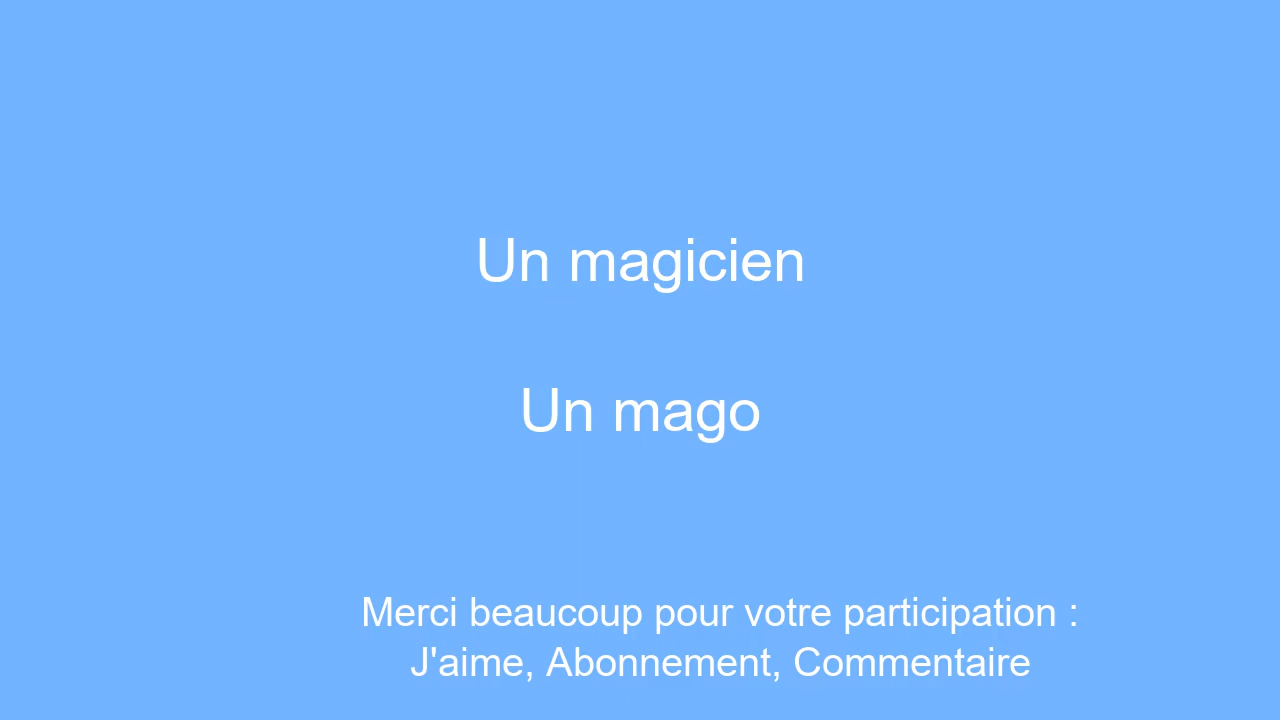 Un magicien
Un mago
Merci beaucoup pour votre participation :
J'aime, Abonnement, Commentaire